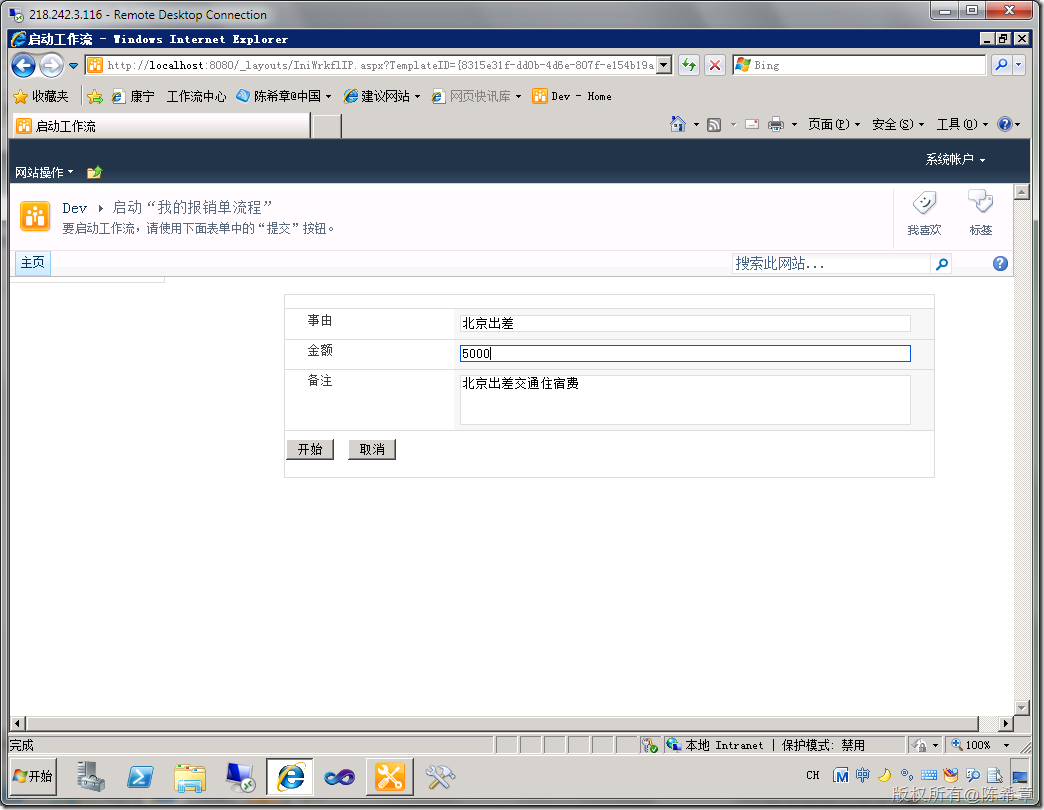 218.242.3.116 - Remote Desktop Connection
启动工作流 - Windows Internet Explorer
http://localhost:8080/_layouts/IniWrkflIP.aspx?TemplateID={8315e31f-dd0b-4d6e-807f-e154b19a
Bing
收藏夹 康宁 工作流中心 陈希章@中国 建议网站 网页快讯库 Dev - Home
启动工作流
页面(P) 安全(S) 工具(O)
系统帐户
网站操作
Dev 启动“我的报销单流程”
要启动工作流，请使用下面表单中的“提交”按钮。
我喜欢 标签
主页
搜索此网站...
事由 北京出差
金额 5000
备注 北京出差交通住宿费
开始 取消
完成 本地 Intranet | 保护模式: 禁用 100%
开始 CH M 中
版权所有@陈希章